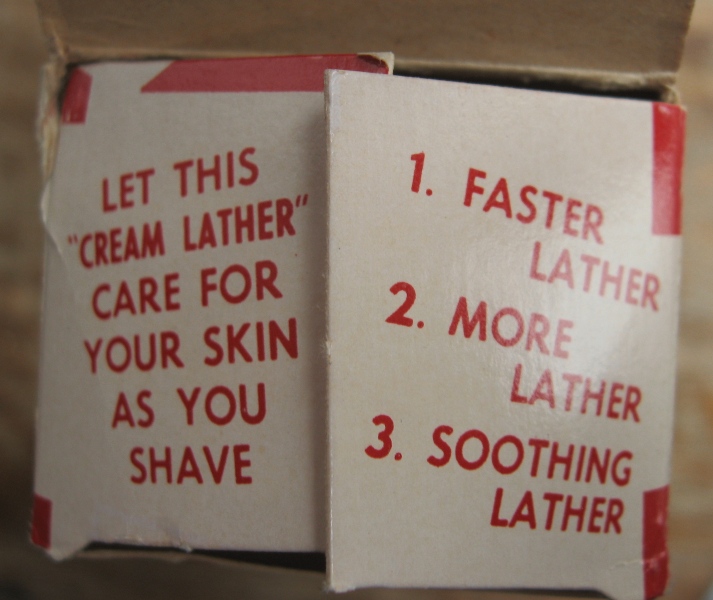 LET THIS
"CREAM LATHER"
CARE FOR
YOUR SKIN
AS YOU
SHAVE
1. FASTER
LATHER
2. MORE
LATHER
3. SOOTHING
LATHER